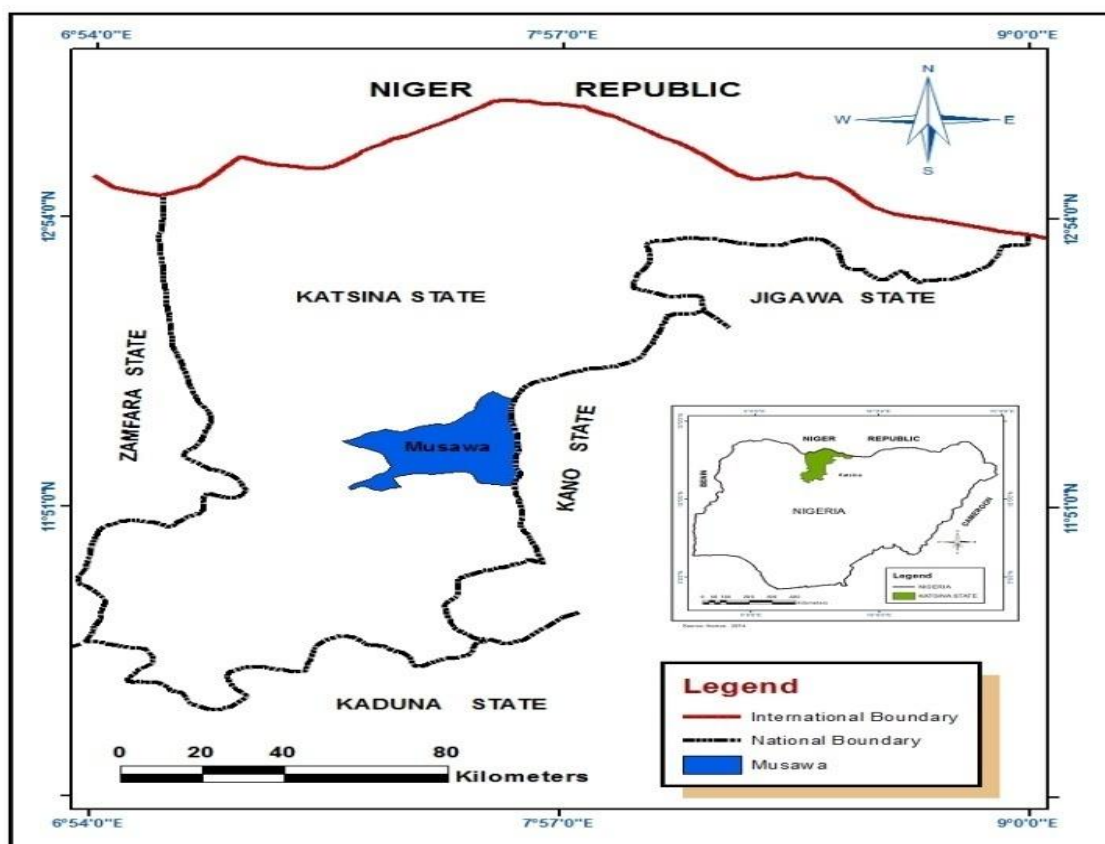 6°54'0"E 7°57'0"E 9°0'0"E
NIGER REPUBLIC
N
W E
S
12°54'0"N 12°54'0"N
KATSINA STATE
JIGAWA STATE
ZAMFARA STATE
Musawa
KANO STATE
11°51'0"N 11°51'0"N
NIGER REPUBLIC
BENIN
Katsina
NIGERIA
CAMEROON
Legend
NIGERIA
KATSINA STATE
Kilometers
KADUNA STATE
0 20 40 80
Kilometers
Legend
International Boundary
National Boundary
Musawa
6°54'0"E 7°57'0"E 9°0'0"E